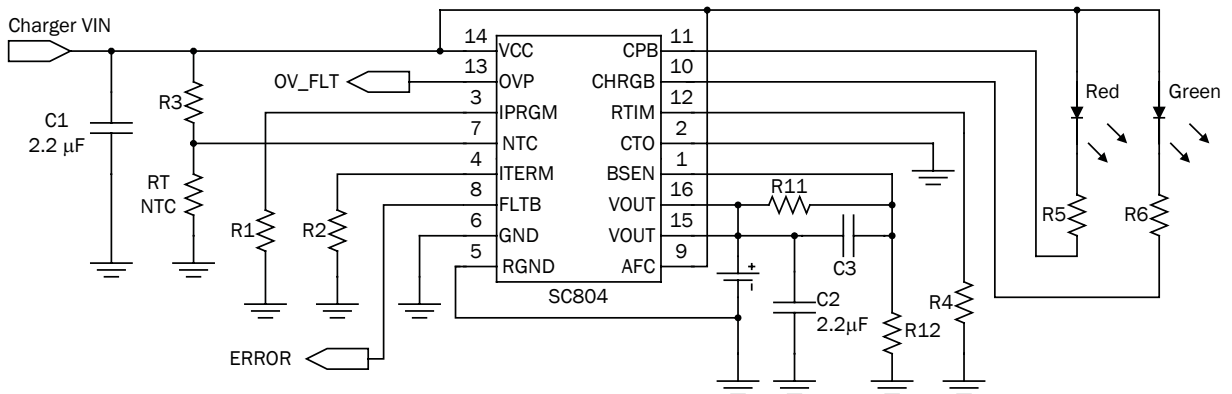 Charger VIN
C1
2.2 μF
R3
RT
NTC
OV_FLT
R1
R2
ERROR
14
13
3
7
4
8
6
5
VCC
OVP
IPRGM
NTC
ITERM
FLTB
GND
RGND
CPB
CHRGB
RTIM
CTO
BSEN
VOUT
VOUT
AFC
SC804
11
10
12
2
1
16
15
9
R11
C3
+
C2
2.2μF
R12
R4
R5
Red
R6
Green